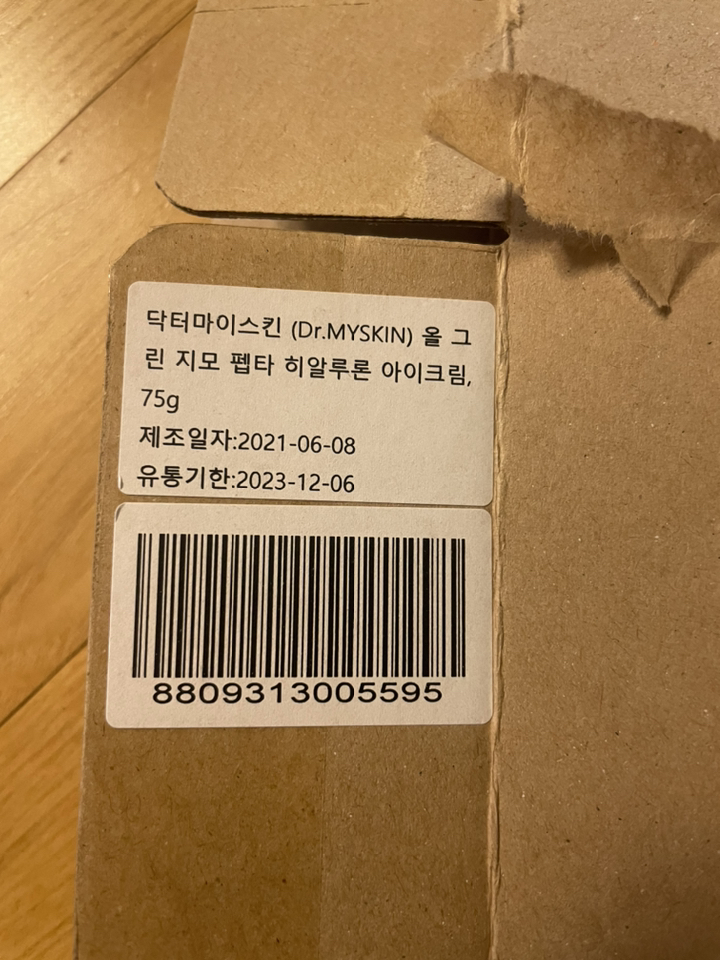 닥터마이스킨 (Dr.MYSKIN) 올 그
린 지모 펩타 히알루론 아이크림,
75g
제조일자:2021-06-08
유통기한:2023-12-06
8809313005595